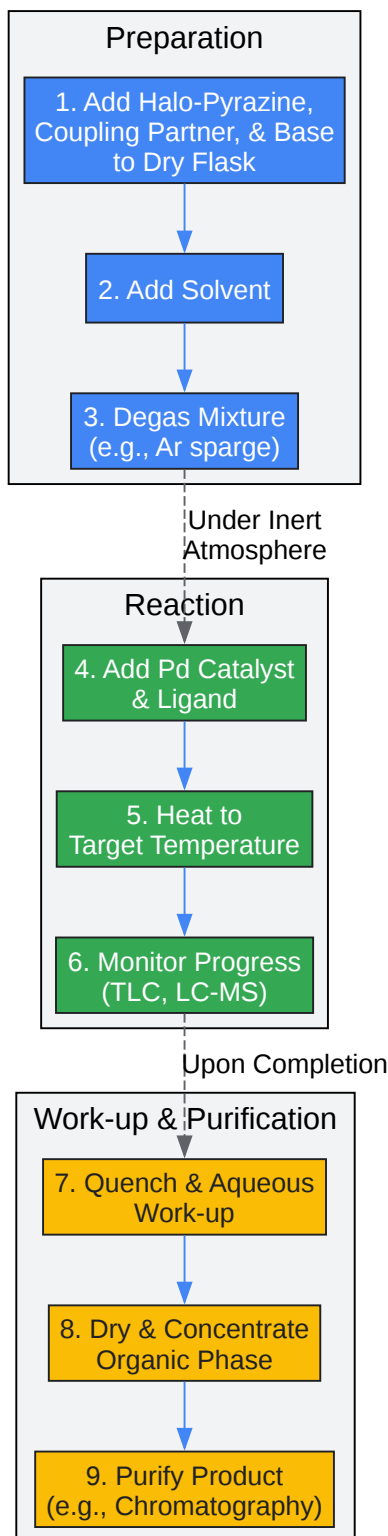 Preparation
1. Add Halo-Pyrazine,
Coupling Partner, & Base
to Dry Flask
2. Add Solvent
3. Degas Mixture
(e.g., Ar sparge)
Under Inert
Atmosphere
Reaction
4. Add Pd Catalyst
& Ligand
5. Heat to
Target Temperature
6. Monitor Progress
(TLC, LC-MS)
Upon Completion
Work-up & Purification
7. Quench & Aqueous
Work-up
8. Dry & Concentrate
Organic Phase
9. Purify Product
(e.g., Chromatography)